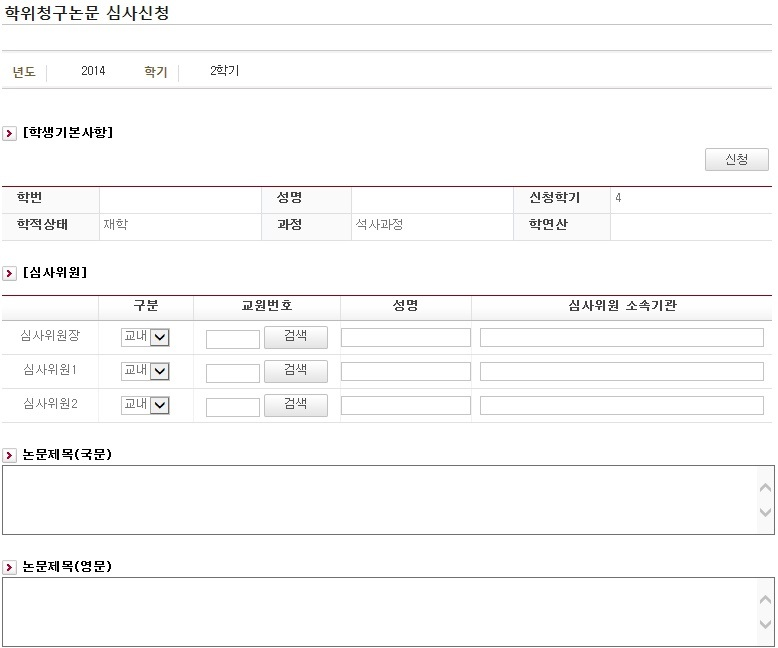 학위청구논문 심사신청
년도 2014 학기 2학기
[학생기본사항]
신청
학번 성명 신청학기 4
학적상태 재학 과정 석사과정 학연산
[심사위원]
구분 교원번호 성명 심사위원 소속기관
심사위원장 교내 검색
심사위원1 교내 검색
심사위원2 교내 검색
논문제목(국문)
논문제목(영문)